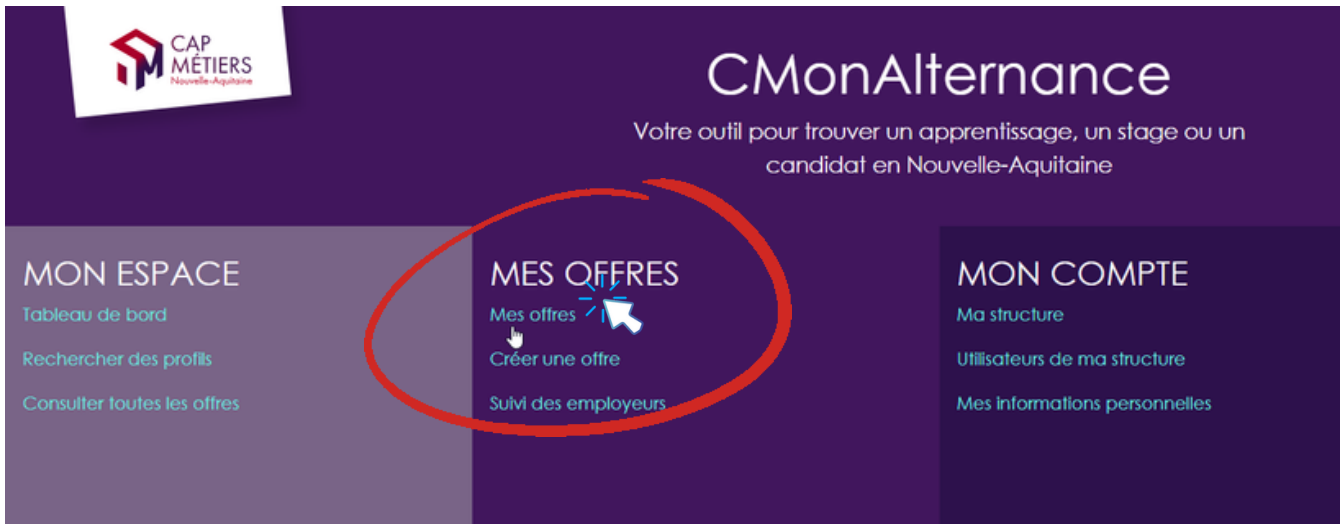 CAP
MÉTIERS
Nouvelle-Aquitaine
CMonAlternance
Votre outil pour trouver un apprentissage, un stage ou un
candidat en Nouvelle-Aquitaine
MON ESPACE
Tableau de bord
Rechercher des profils
Consulter toutes les offres
MES OFFRES
Mes offres
Créer une offre
Suivi des employeurs
MON COMPTE
Ma structure
Utilisateurs de ma structure
Mes informations personnelles